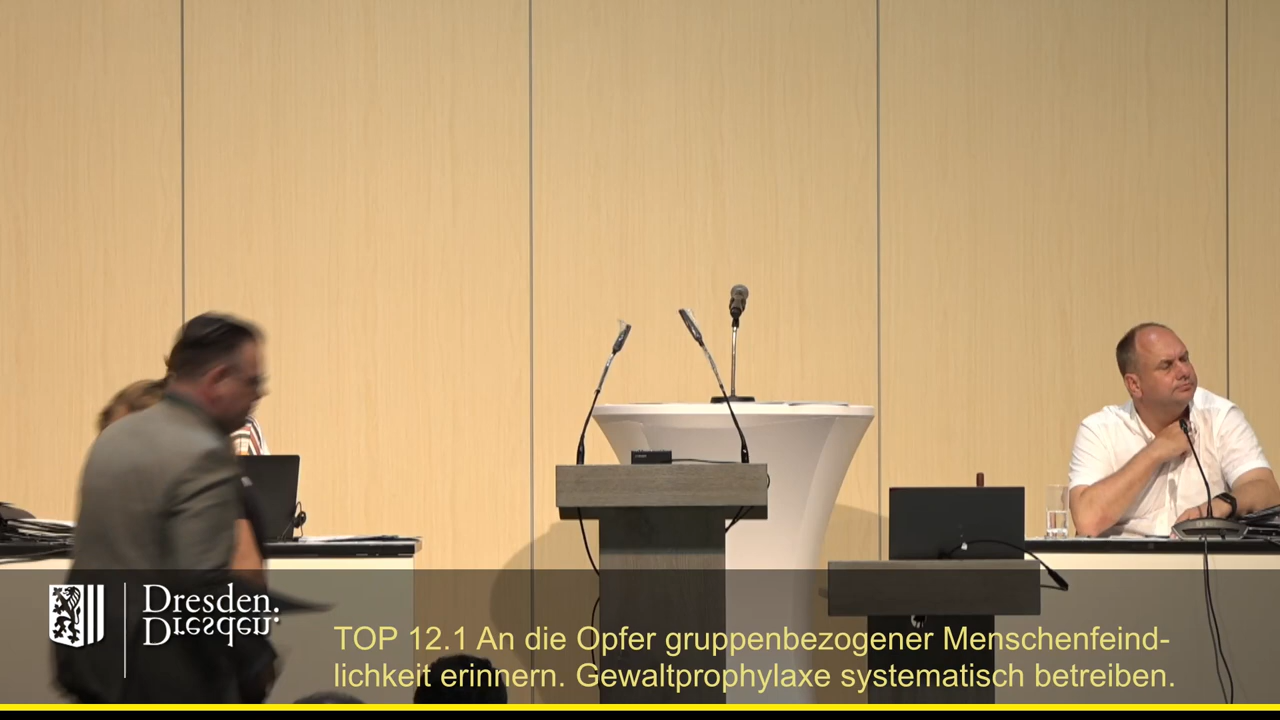 Dresden.
Dresden.
TOP 12.1 An die Opfer gruppenbezogener Menschenfeind-
lichkeit erinnern. Gewaltprophylaxe systematisch betreiben.